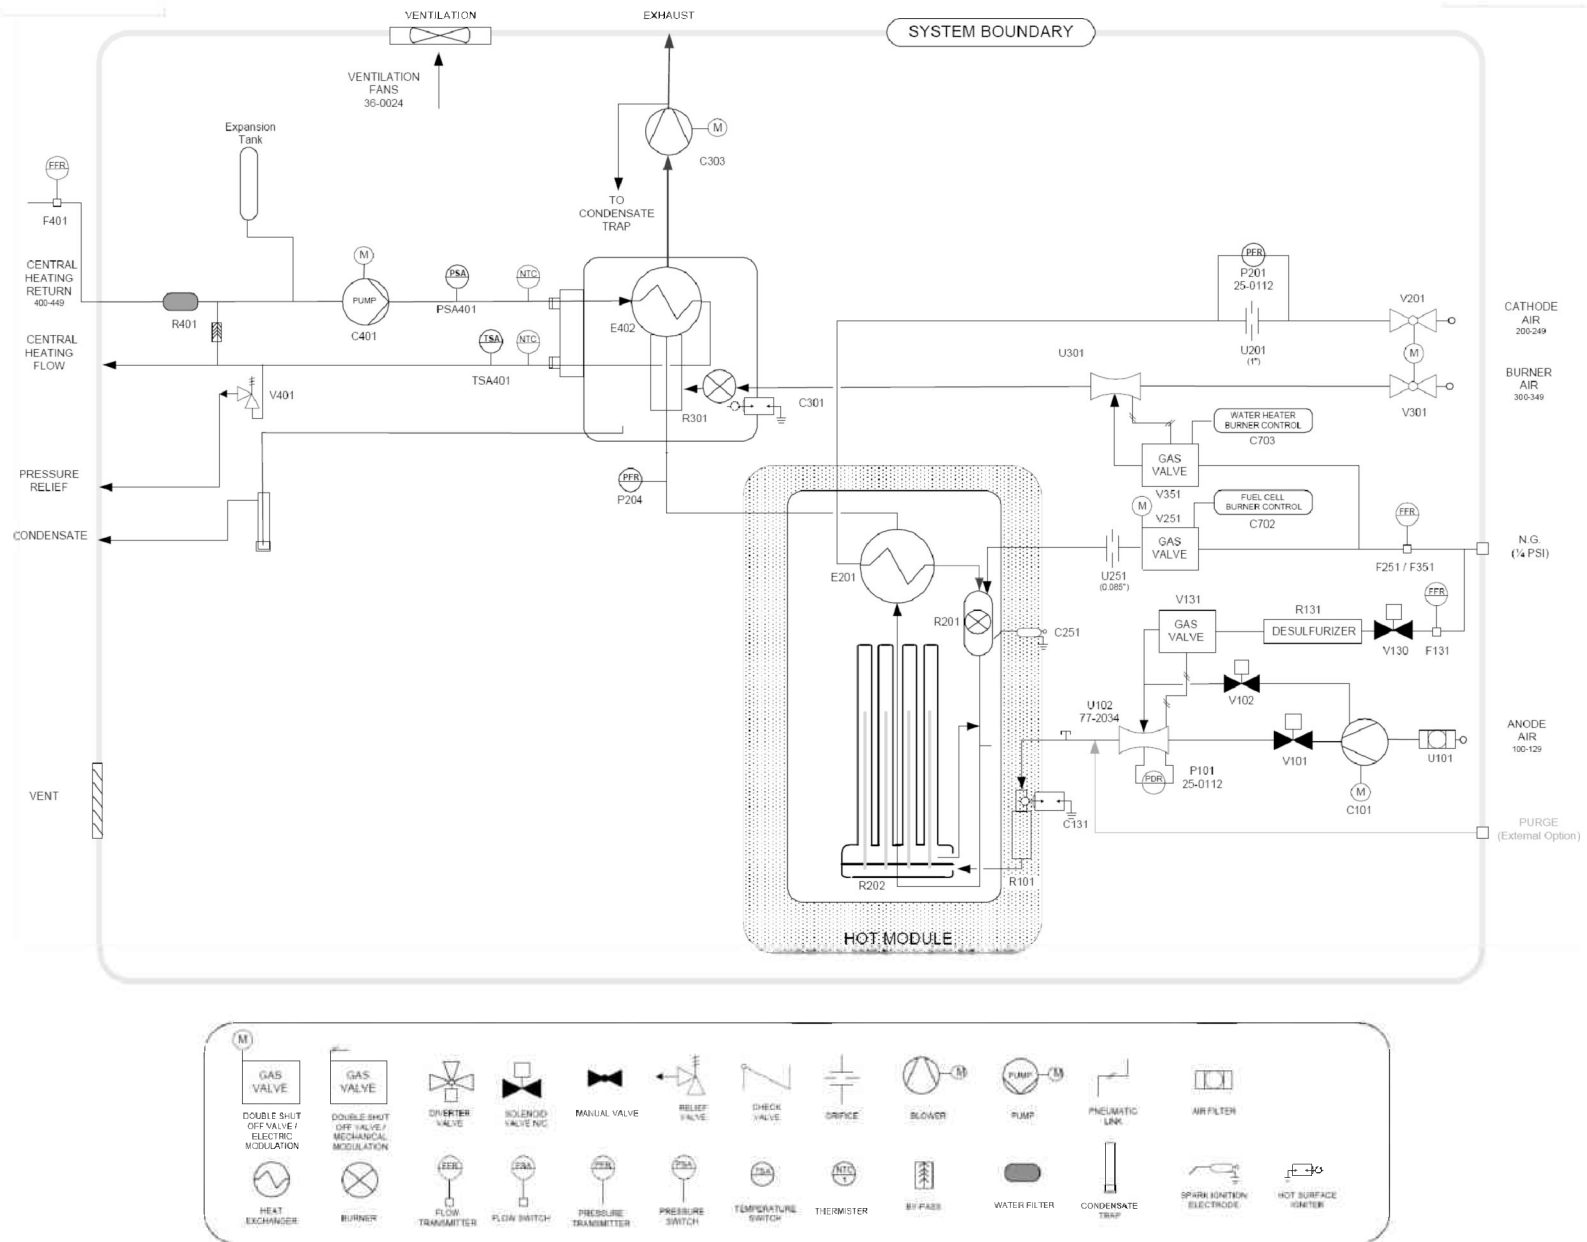 VENTILATION
EXHAUST
SYSTEM BOUNDARY
VENTILATION
FANS
36-0024
Expansion
Tank
M
C303
FFR
F401
TO
CONDENSATE
TRAP
CENTRAL
HEATING
RETURN
400-449
R401
M
PUMP
C401
PSA
PSA401
NTC
E402
CENTRAL
HEATING
FLOW
TSA
TSA401
NTC
V401
R301
C301
PFR
P201
25-0112
U201
(1")
V201
M
V301
CATHODE
AIR
200-249
BURNER
AIR
300-349
U301
WATER HEATER
BURNER CONTROL
C703
GAS
VALVE
V351
PRESSURE
RELIEF
PFR
P204
M
V251
GAS
VALVE
FUEL CELL
BURNER CONTROL
C702
FFR
F251 / F351
N.G.
(¼ PSI)
CONDENSATE
U251
(0.085")
E201
R201
C251
V131
GAS
VALVE
R131
DESULFURIZER
V130
FFR
F131
V102
U102
77-2034
PDR
P101
25-0112
V101
M
C101
U101
ANODE
AIR
100-129
VENT
C131
PURGE
(External Option)
R202
R101
HOT MODULE
M
GAS
VALVE
DOUBLE SHUT
OFF VALVE /
ELECTRIC
MODULATION
GAS
VALVE
DOUBLE SHUT
OFF VALVE /
MECHANICAL
MODULATION
DIVERTER
VALVE
SOLENOID
VALVE N/C
MANUAL VALVE
RELIEF
VALVE
CHECK
VALVE
ORIFICE
M
BLOWER
PUMP
M
PUMP
PNEUMATIC
LINK
AIR FILTER
HEAT
EXCHANGER
BURNER
FFR
FLOW
TRANSMITTER
FSA
FLOW SWITCH
PFR
PRESSURE
TRANSMITTER
PSA
PRESSURE
SWITCH
TSA
TEMPERATURE
SWITCH
NTC
1
THERMISTER
BY-PASS
WATER FILTER
CONDENSATE
TRAP
SPARK IGNITION
ELECTRODE
HOT SURFACE
IGNITER